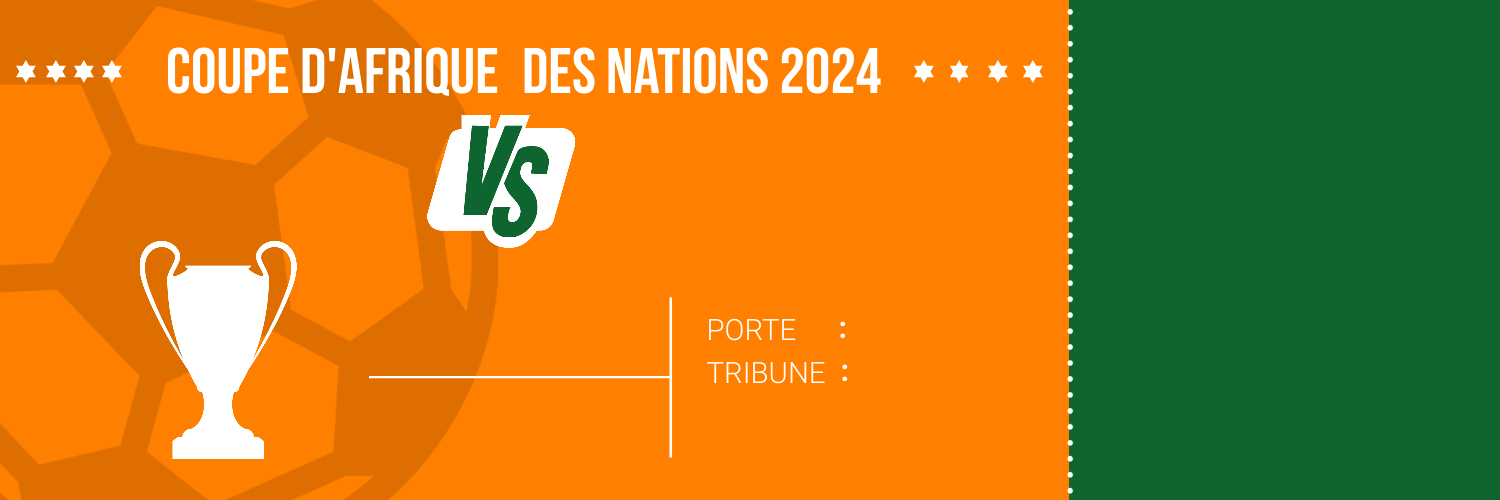 COUPE D'AFRIQUE DES NATIONS 2024
VS
PORTE :
TRIBUNE :